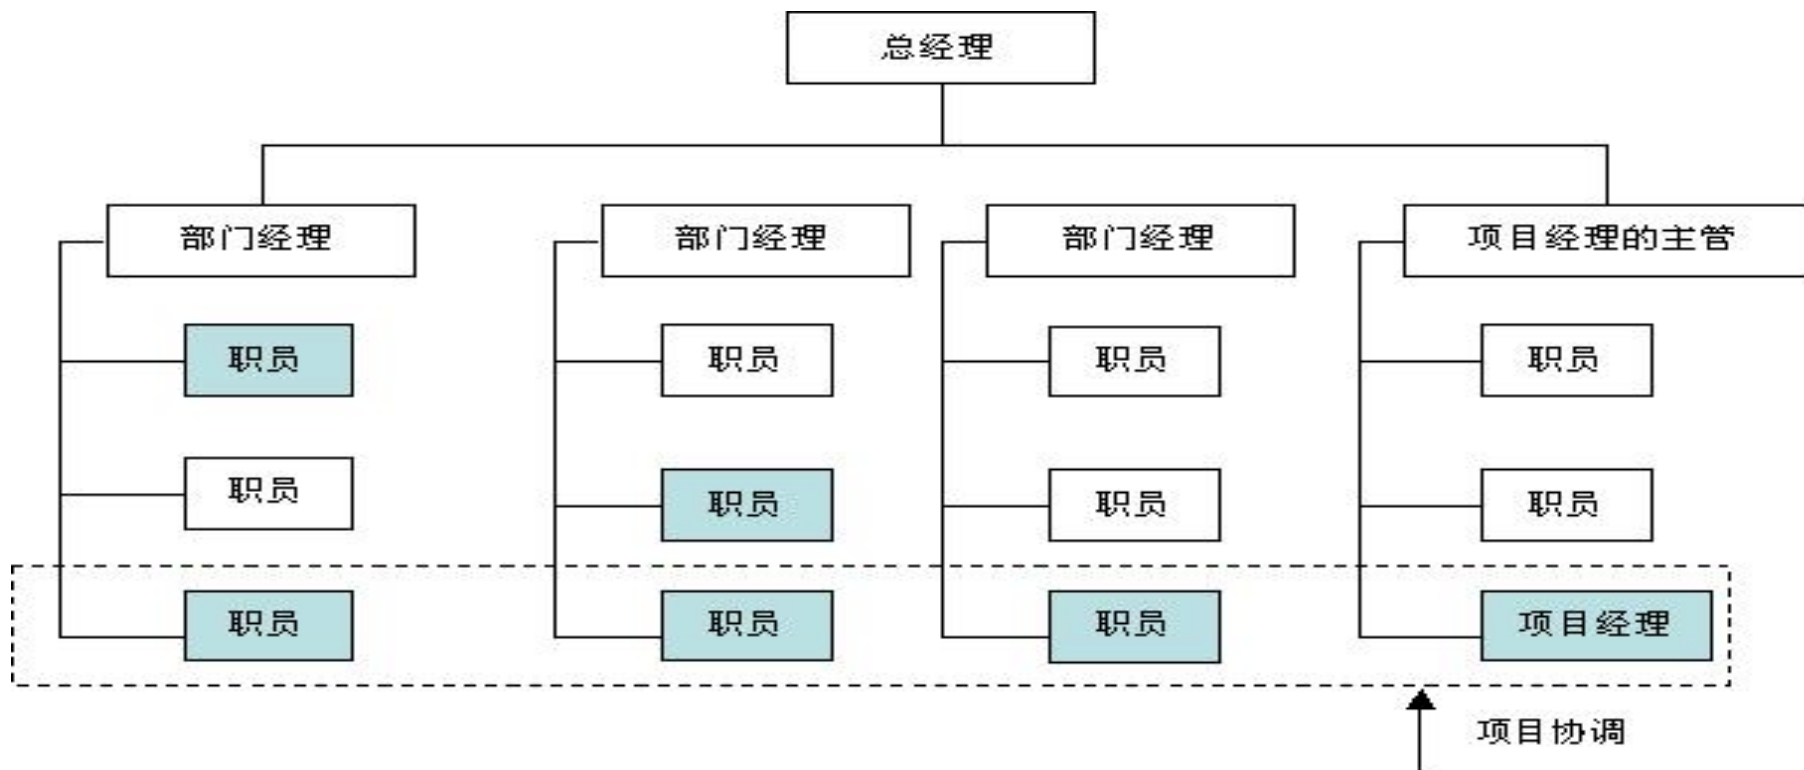 总经理
部门经理 部门经理 部门经理 项目经理的主管
职员 职员 职员 职员
职员 职员 职员 职员
职员 职员 职员 项目经理
项目协调